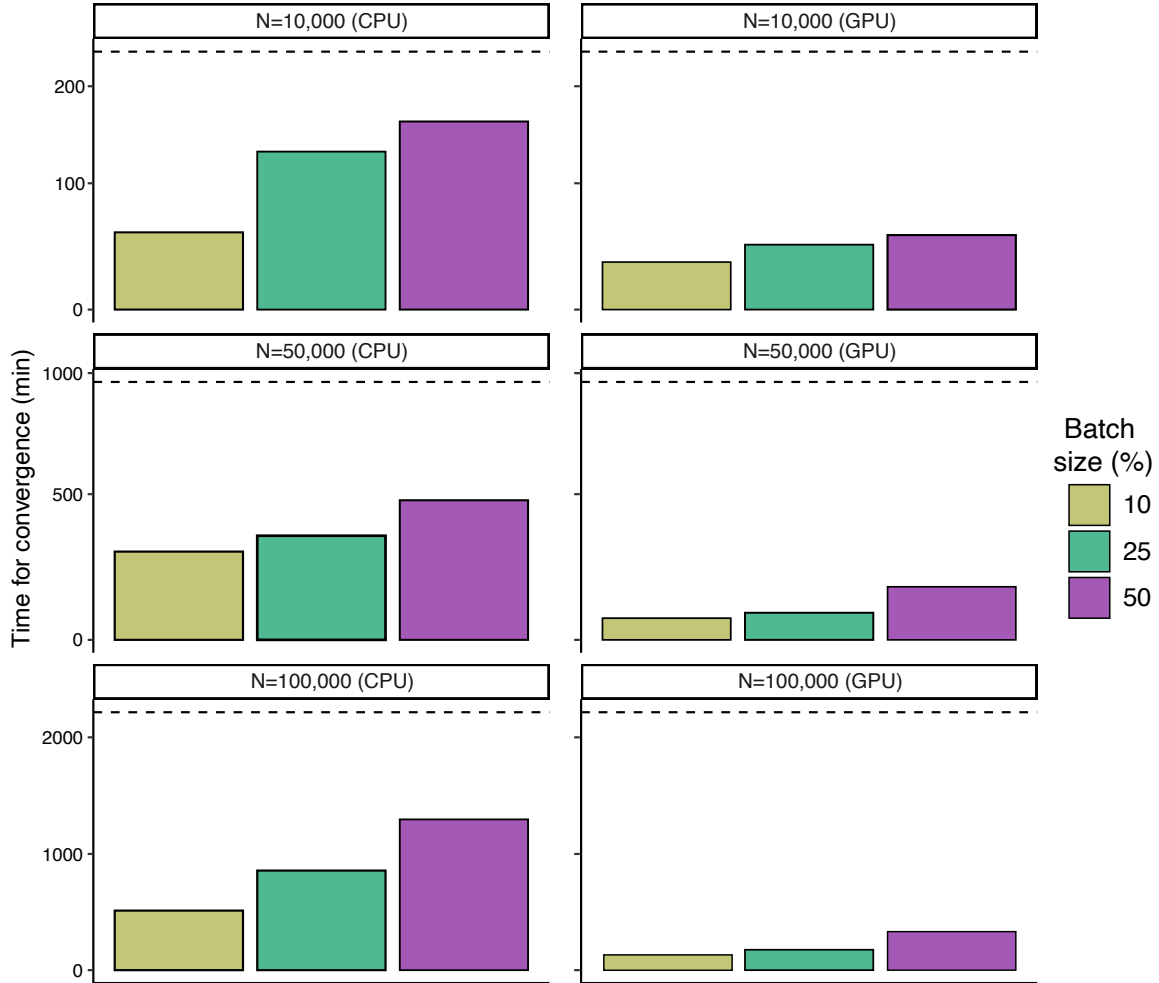 N=10,000 (CPU)
N=10,000 (GPU)
200
100
0
N=50,000 (CPU)
N=50,000 (GPU)
1000
500
0
N=100,000 (CPU)
N=100,000 (GPU)
2000
1000
0
Time for convergence (min)
Batch
size (%)
10
25
50